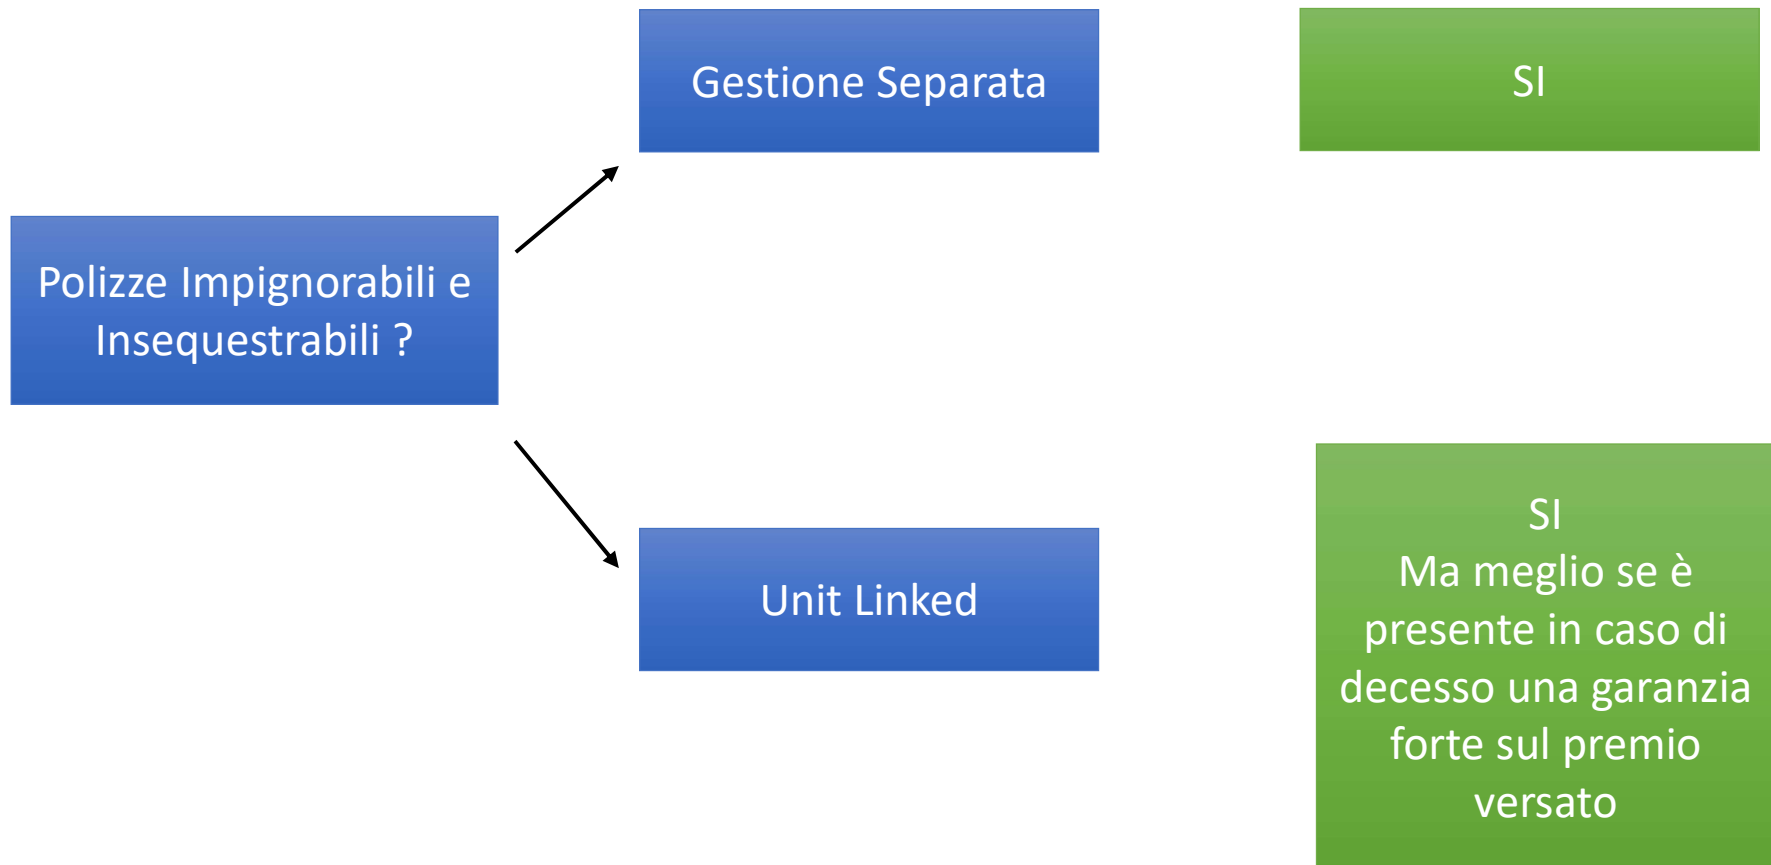 Gestione Separata
SI
Polizze Impignorabili e
Insequestrabili ?
Unit Linked
SI
Ma meglio se è
presente in caso di
decesso una garanzia
forte sul premio
versato